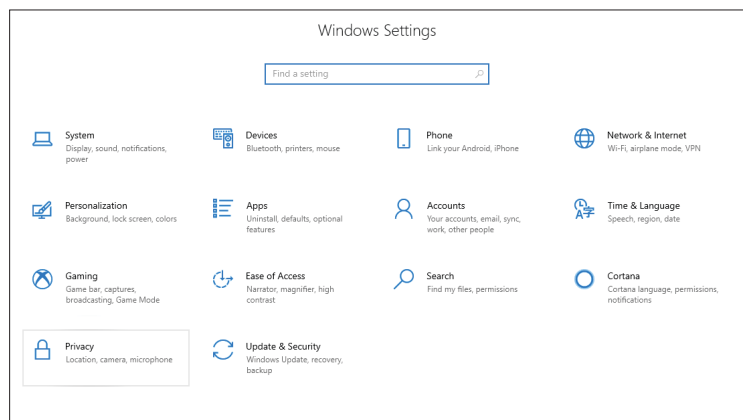 Windows Settings
Find a setting
System
Display, sound, notifications,
power
Devices
Bluetooth, printers, mouse
Phone
Link your Android, iPhone
Network & Internet
Wi-Fi, airplane mode, VPN
Personalization
Background, lock screen, colors
Apps
Uninstall, defaults, optional
features
Accounts
Your accounts, email, sync,
work, other people
Time & Language
Speech, region, date
Gaming
Game bar, captures,
broadcasting, Game Mode
Ease of Access
Narrator, magnifier, high
contrast
Search
Find my files, permissions
Cortana
Cortana language, permissions,
notifications
Privacy
Location, camera, microphone
Update & Security
Windows Update, recovery,
backup